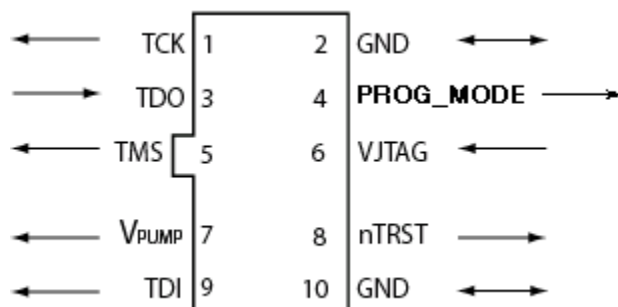 TCK 1 2 GND
TDO 3 4 PROG_MODE
TMS 5 6 VJTAG
VPUMP 7 8 nTRST
TDI 9 10 GND